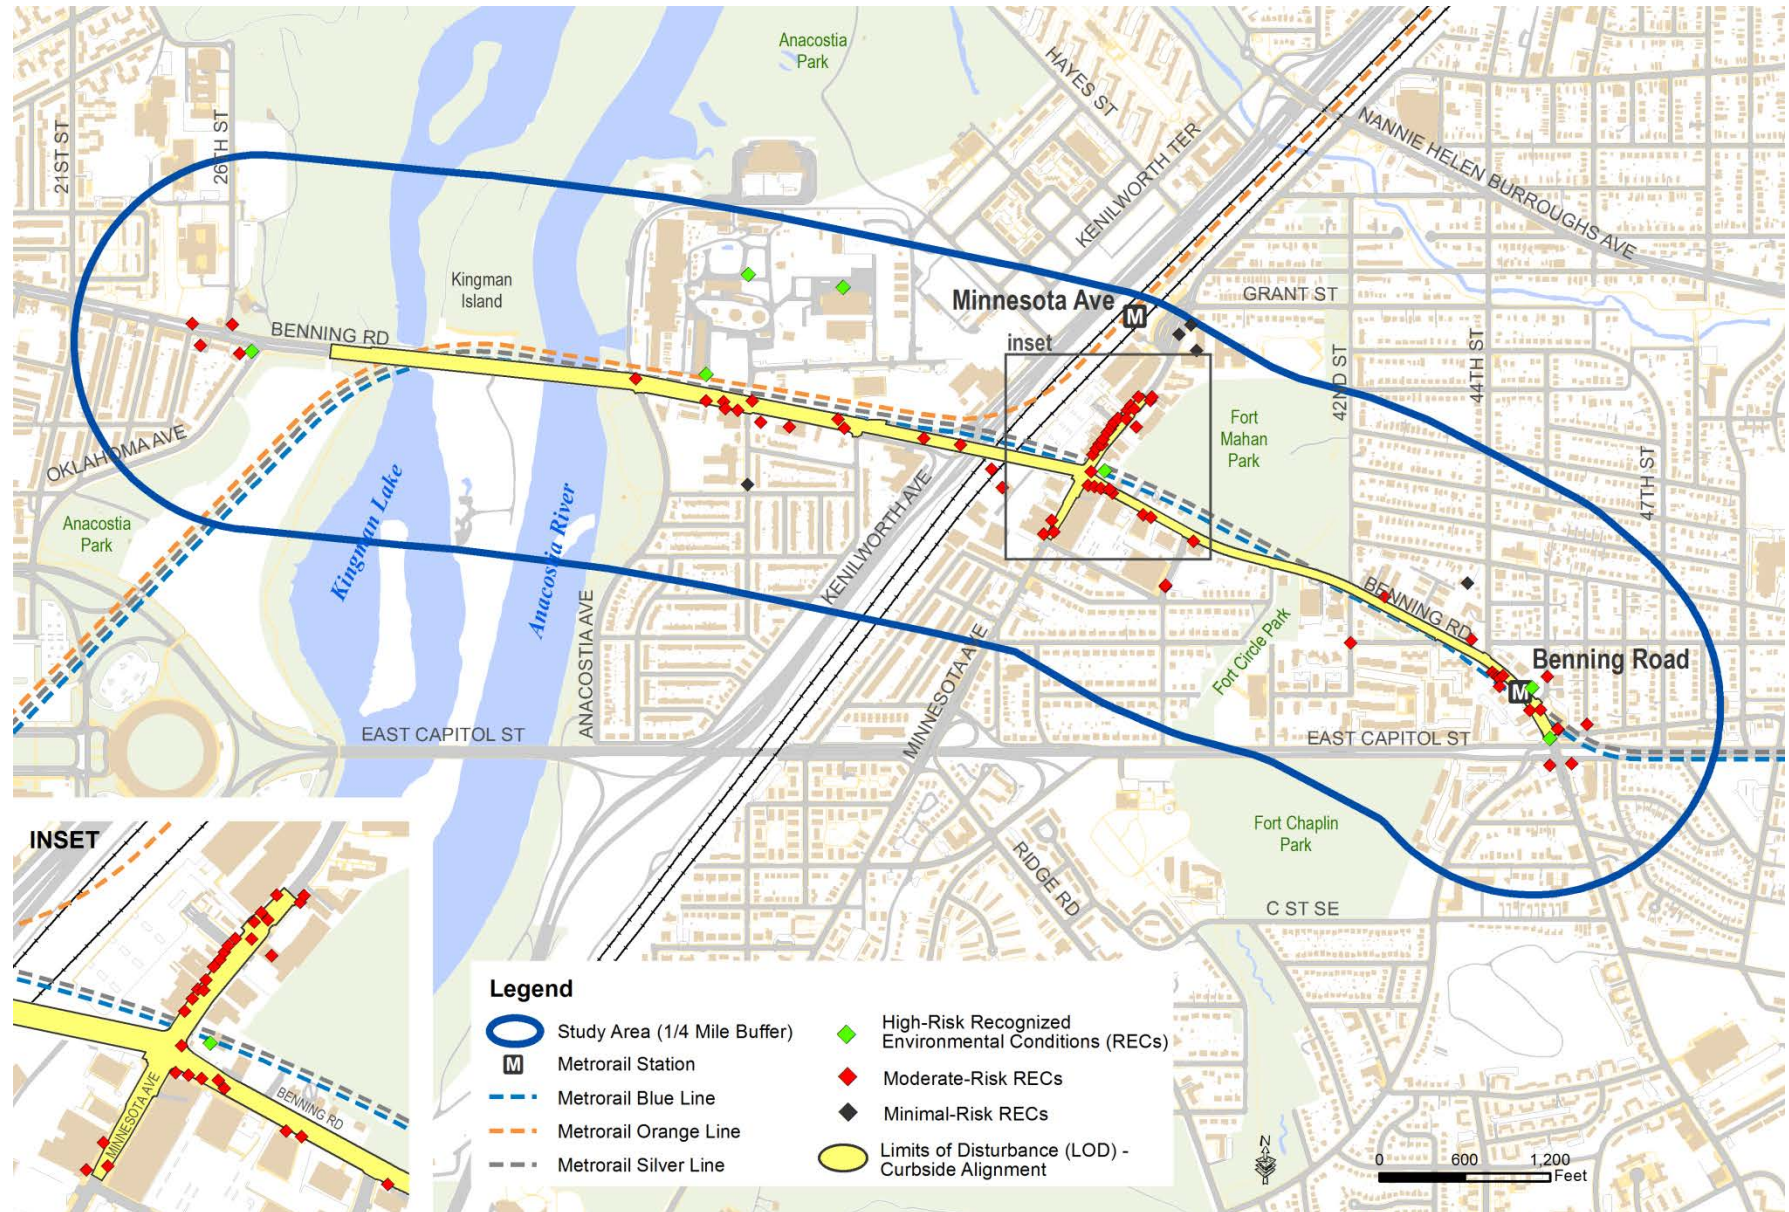 Anacostia
Park
HAYES ST
21ST ST
26TH ST
NANNIE HELEN BURROUGHS AVE
KENILWORTH TER
Kingman
Island
Minnesota Ave
M
GRANT ST
BENNING RD
inset
42ND ST
44TH ST
Fort
Mahan
Park
OKLAHOMA AVE
47TH ST
Kingman Lake
Anacostia River
KENILWORTH AVE
Anacostia
Park
ANACOSTIA AVE
BENNING RD
Fort Circle Park
MINNESOTA AVE
Benning Road
M
EAST CAPITOL ST
EAST CAPITOL ST
Fort Chaplin
Park
RIDGE RD
C ST SE
INSET
MINNESOTA AVE
BENNING RD
Legend
Study Area (1/4 Mile Buffer)
M Metrorail Station
Metrorail Blue Line
Metrorail Orange Line
Metrorail Silver Line
High-Risk Recognized
Environmental Conditions (RECs)
Moderate-Risk RECs
Minimal-Risk RECs
Limits of Disturbance (LOD) -
Curbside Alignment
N
0 600 1,200
Feet